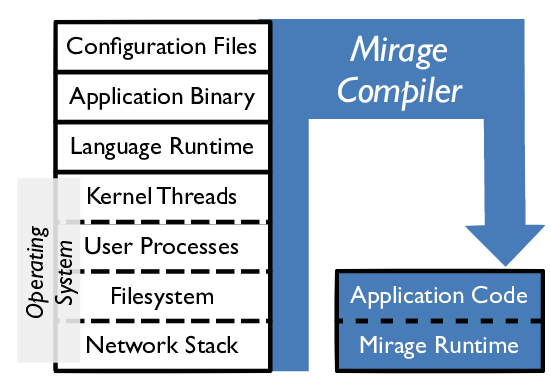 Configuration Files
Application Binary
Language Runtime
Kernel Threads
User Processes
Filesystem
Network Stack
Operating
System
Mirage
Compiler
Application Code
Mirage Runtime